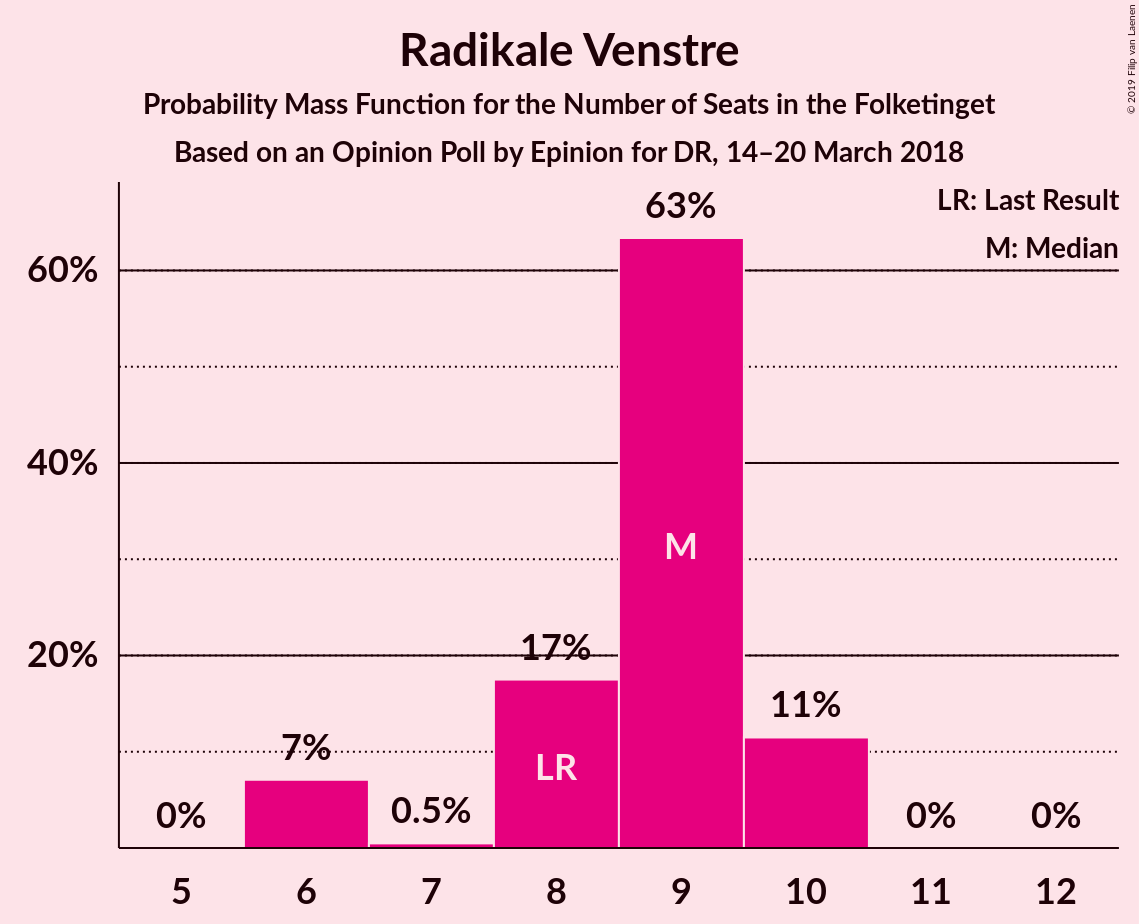 Radikale Venstre
Probability Mass Function for the Number of Seats in the Folketinget
Based on an Opinion Poll by Epinion for DR, 14–20 March 2018
© 2019 Filip van Laenen
LR: Last Result
M: Median
63%
60%
40%
M
20%
17%
11%
7%
LR
0%
0.5%
0%
0%
5 6 7 8 9 10 11 12